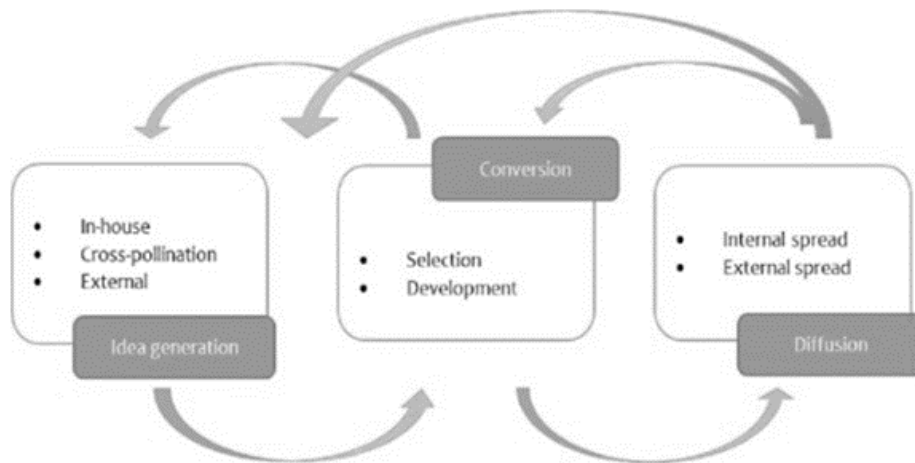 In-house
Cross-pollination
External
Idea generation
Conversion
Selection
Development
Internal spread
External spread
Diffusion